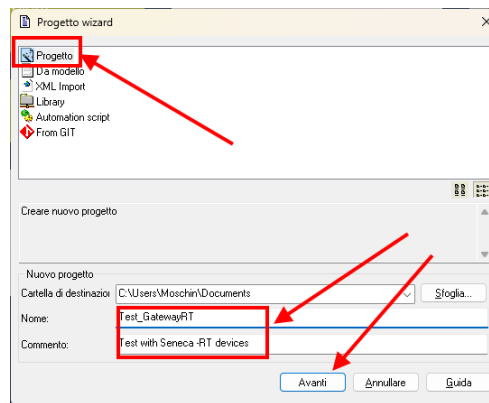 Progetto wizard
Progetto
Da modello
XML Import
Library
Automation script
From GIT
Creare nuovo progetto
Nuovo progetto
Cartella di destinazior C:\Users\Moschin\Documents Sfoglia...
Nome: Test_GatewayRT
Commento: Test with Seneca -RT devices
Avanti Annullare Guida